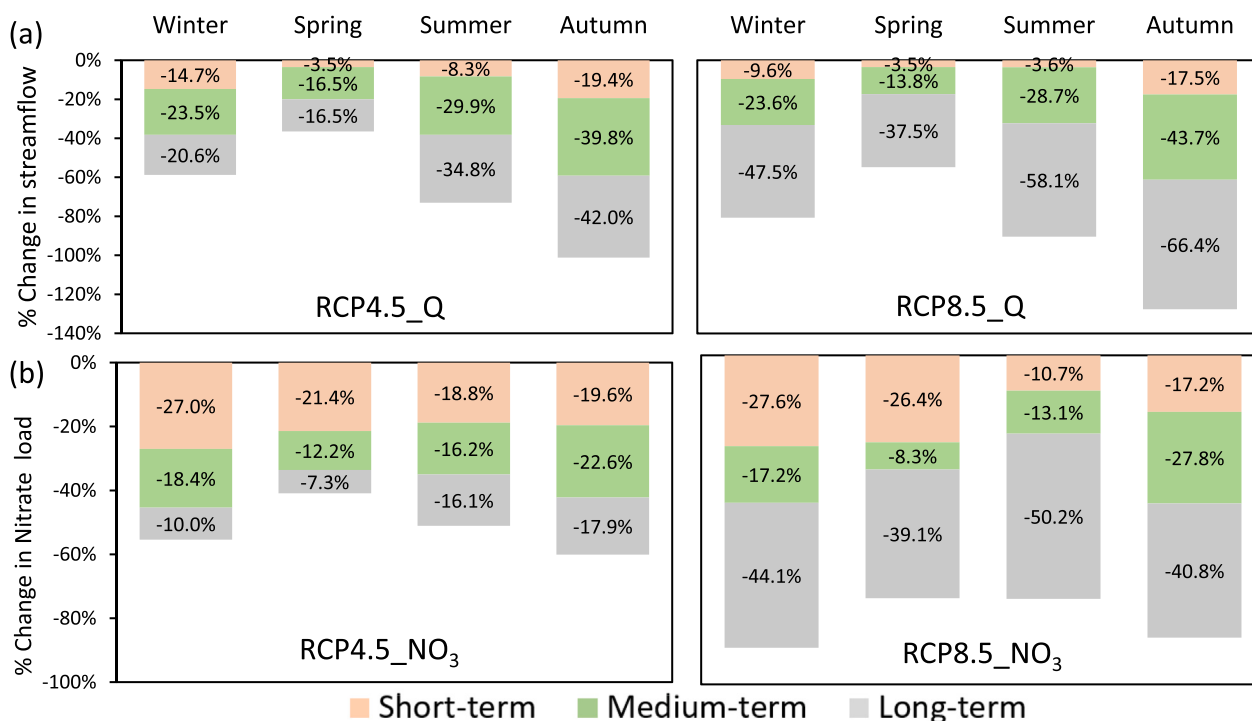 (a)
Winter Spring Summer Autumn Winter Spring Summer Autumn
% Change in streamflow
0%
-20%
-40%
-60%
-80%
-100%
-120%
-140%
-14.7% -3.5% -8.3% -19.4%
-23.5% -16.5% -29.9% -39.8%
-20.6% -16.5% -34.8% -42.0%
RCP4.5_Q
-9.6% -3.5% -3.6% -17.5%
-23.6% -13.8% -28.7% -43.7%
-47.5% -37.5% -58.1% -66.4%
RCP8.5_Q
(b)
% Change in Nitrate load
0%
-20%
-40%
-60%
-80%
-100%
-27.0% -21.4% -18.8% -19.6%
-18.4% -12.2% -16.2% -22.6%
-10.0% -7.3% -16.1% -17.9%
RCP4.5_NO₃
-27.6% -26.4% -10.7% -17.2%
-17.2% -8.3% -13.1% -27.8%
-44.1% -39.1% -50.2% -40.8%
RCP8.5_NO₃
Short-term Medium-term Long-term